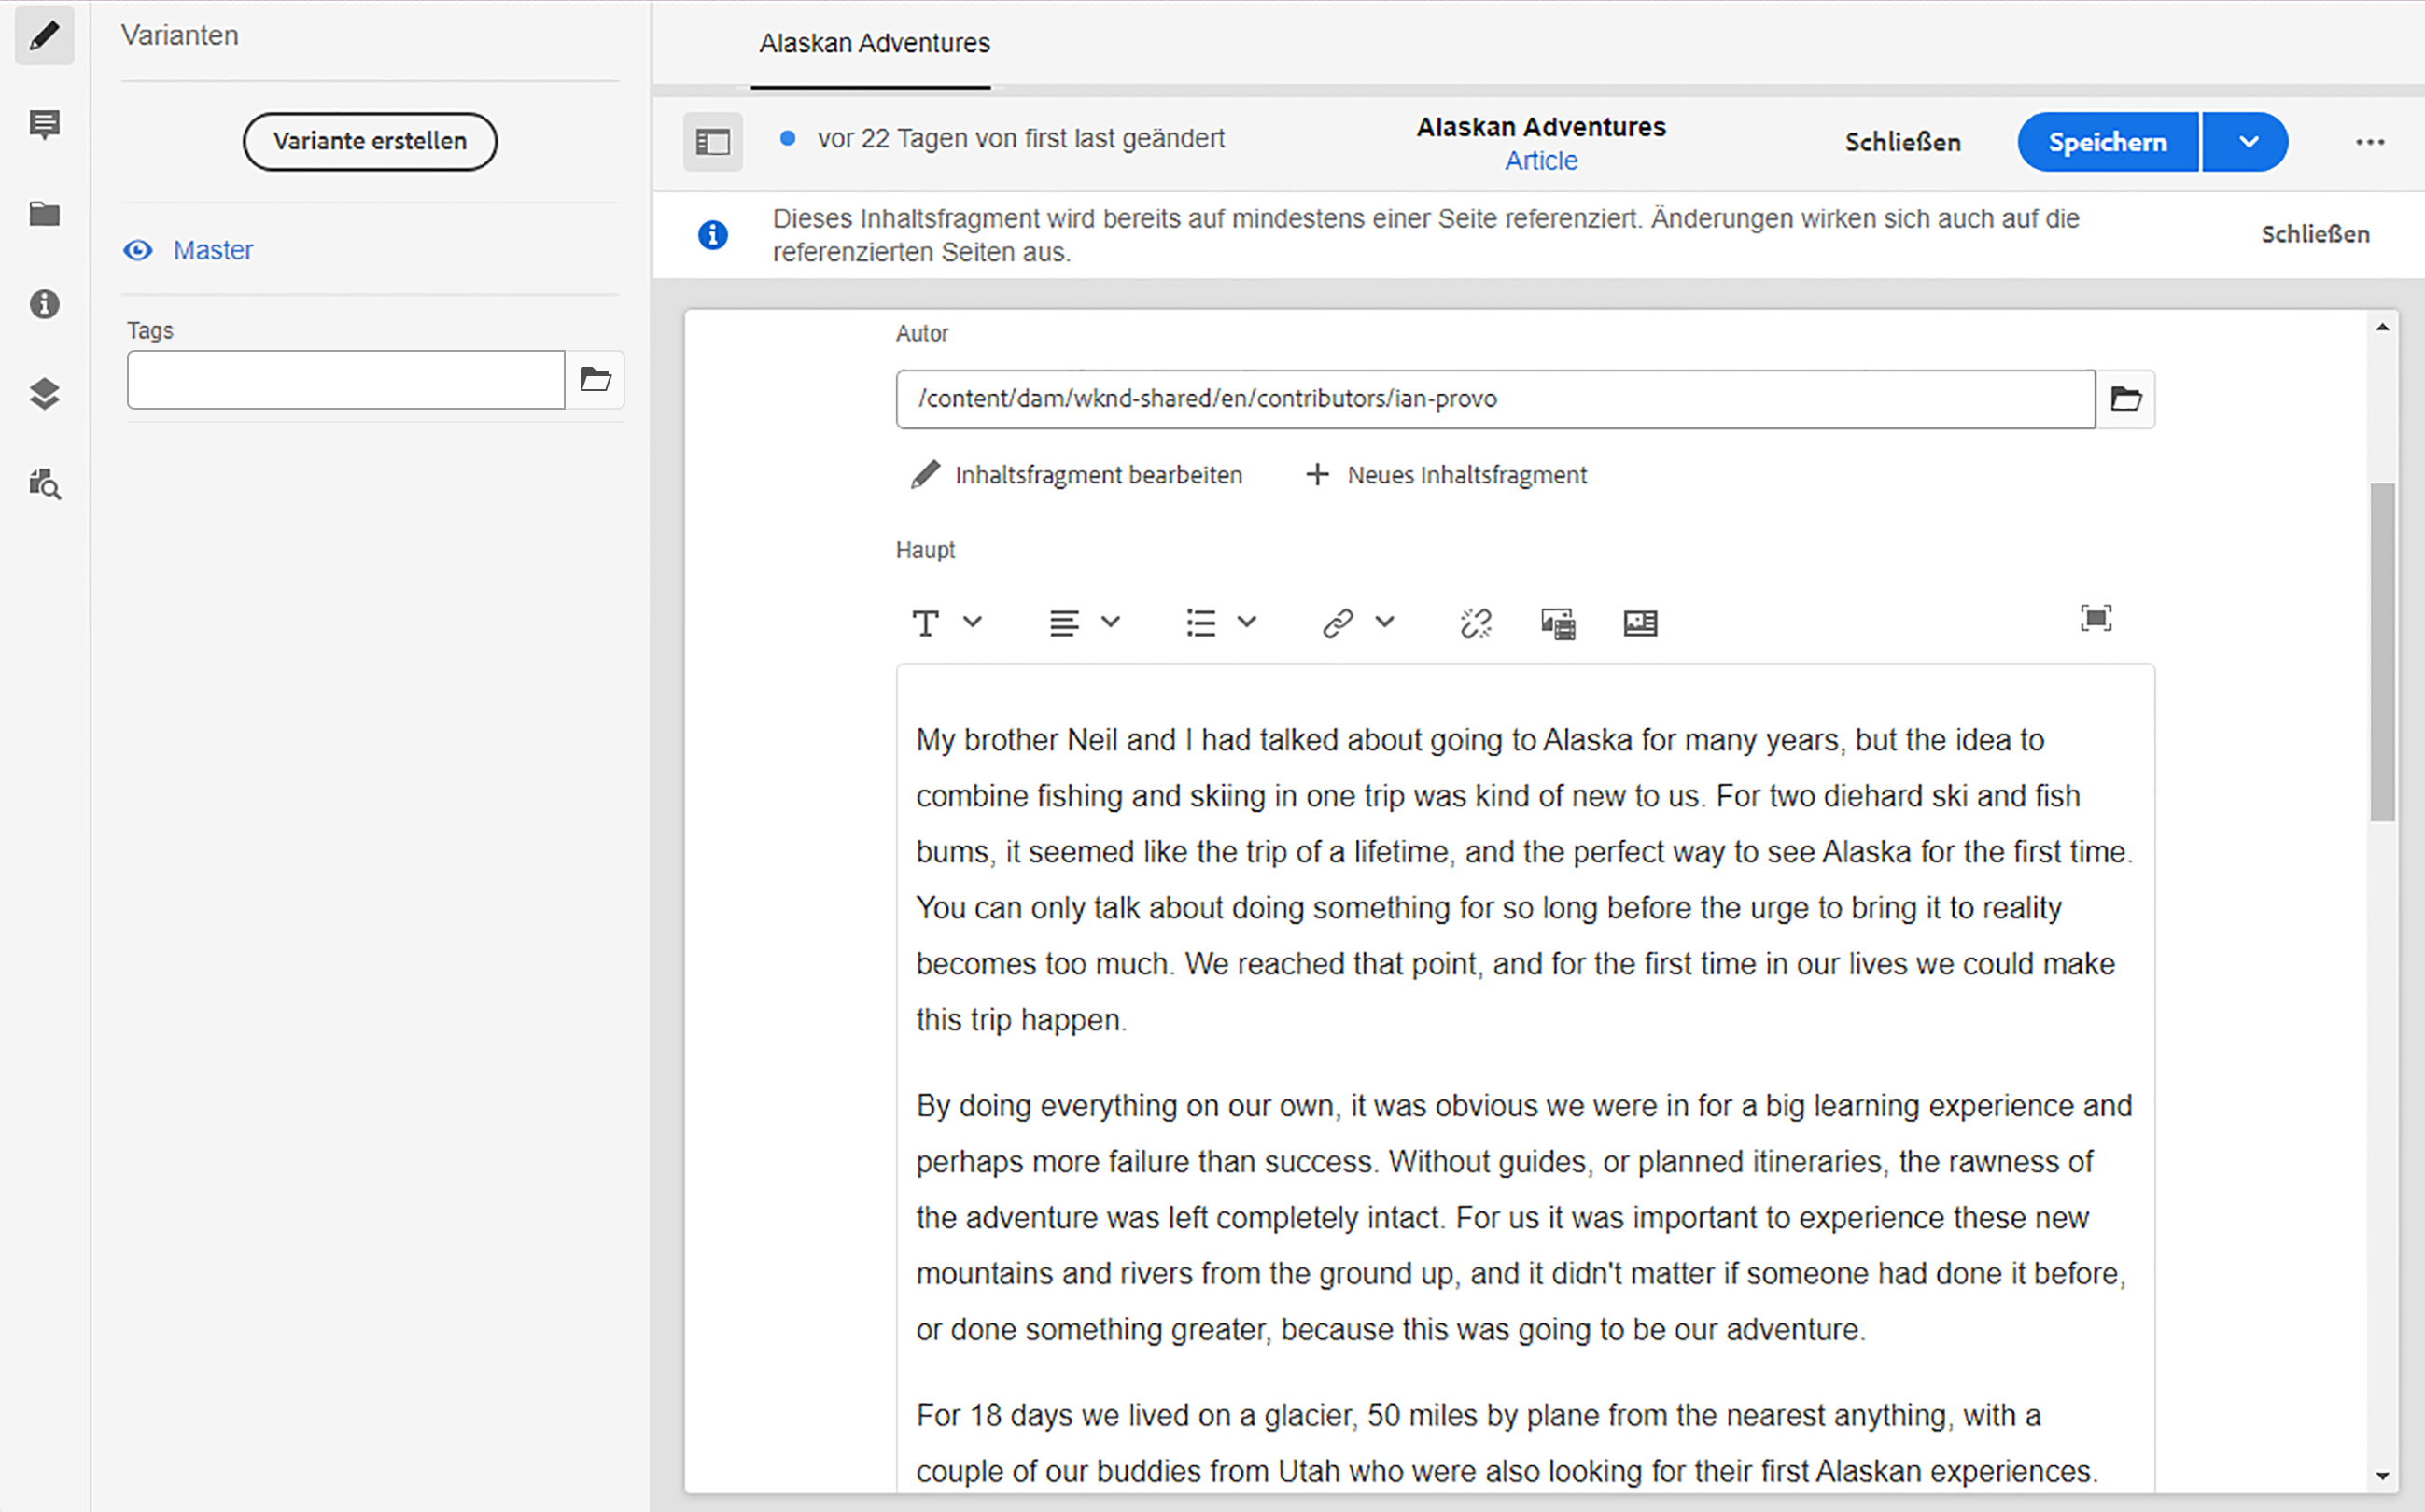 Varianten
Variante erstellen
Master
Tags
Alaskan Adventures
vor 22 Tagen von first last geändert
Alaskan Adventures
Article
Schließen
Speichern
Dieses Inhaltsfragment wird bereits auf mindestens einer Seite referenziert. Änderungen wirken sich auch auf die
referenzierten Seiten aus.
Schließen
Autor
/content/dam/wknd-shared/en/contributors/ian-provo
Inhaltsfragment bearbeiten
Neues Inhaltsfragment
Haupt
My brother Neil and I had talked about going to Alaska for many years, but the idea to
combine fishing and skiing in one trip was kind of new to us. For two diehard ski and fish
bums, it seemed like the trip of a lifetime, and the perfect way to see Alaska for the first time.
You can only talk about doing something for so long before the urge to bring it to reality
becomes too much. We reached that point, and for the first time in our lives we could make
this trip happen.
By doing everything on our own, it was obvious we were in for a big learning experience and
perhaps more failure than success. Without guides, or planned itineraries, the rawness of
the adventure was left completely intact. For us it was important to experience these new
mountains and rivers from the ground up, and it didn't matter if someone had done it before,
or done something greater, because this was going to be our adventure.
For 18 days we lived on a glacier, 50 miles by plane from the nearest anything, with a
couple of our buddies from Utah who were also looking for their first Alaskan experiences.